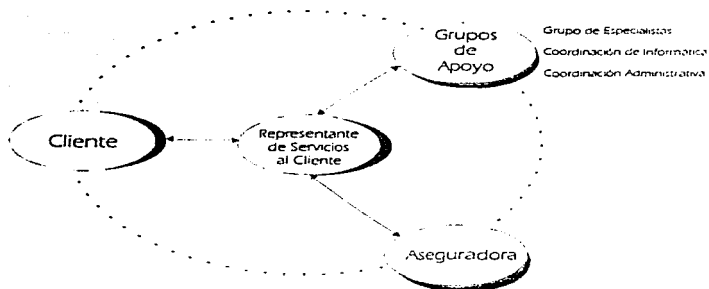 Grupos
de
Apoyo
Grupo de Especialistas
Coordinación de Informática
Coordinación Administrativa
Cliente
Representante
de Servicios
al Cliente
Aseguradora